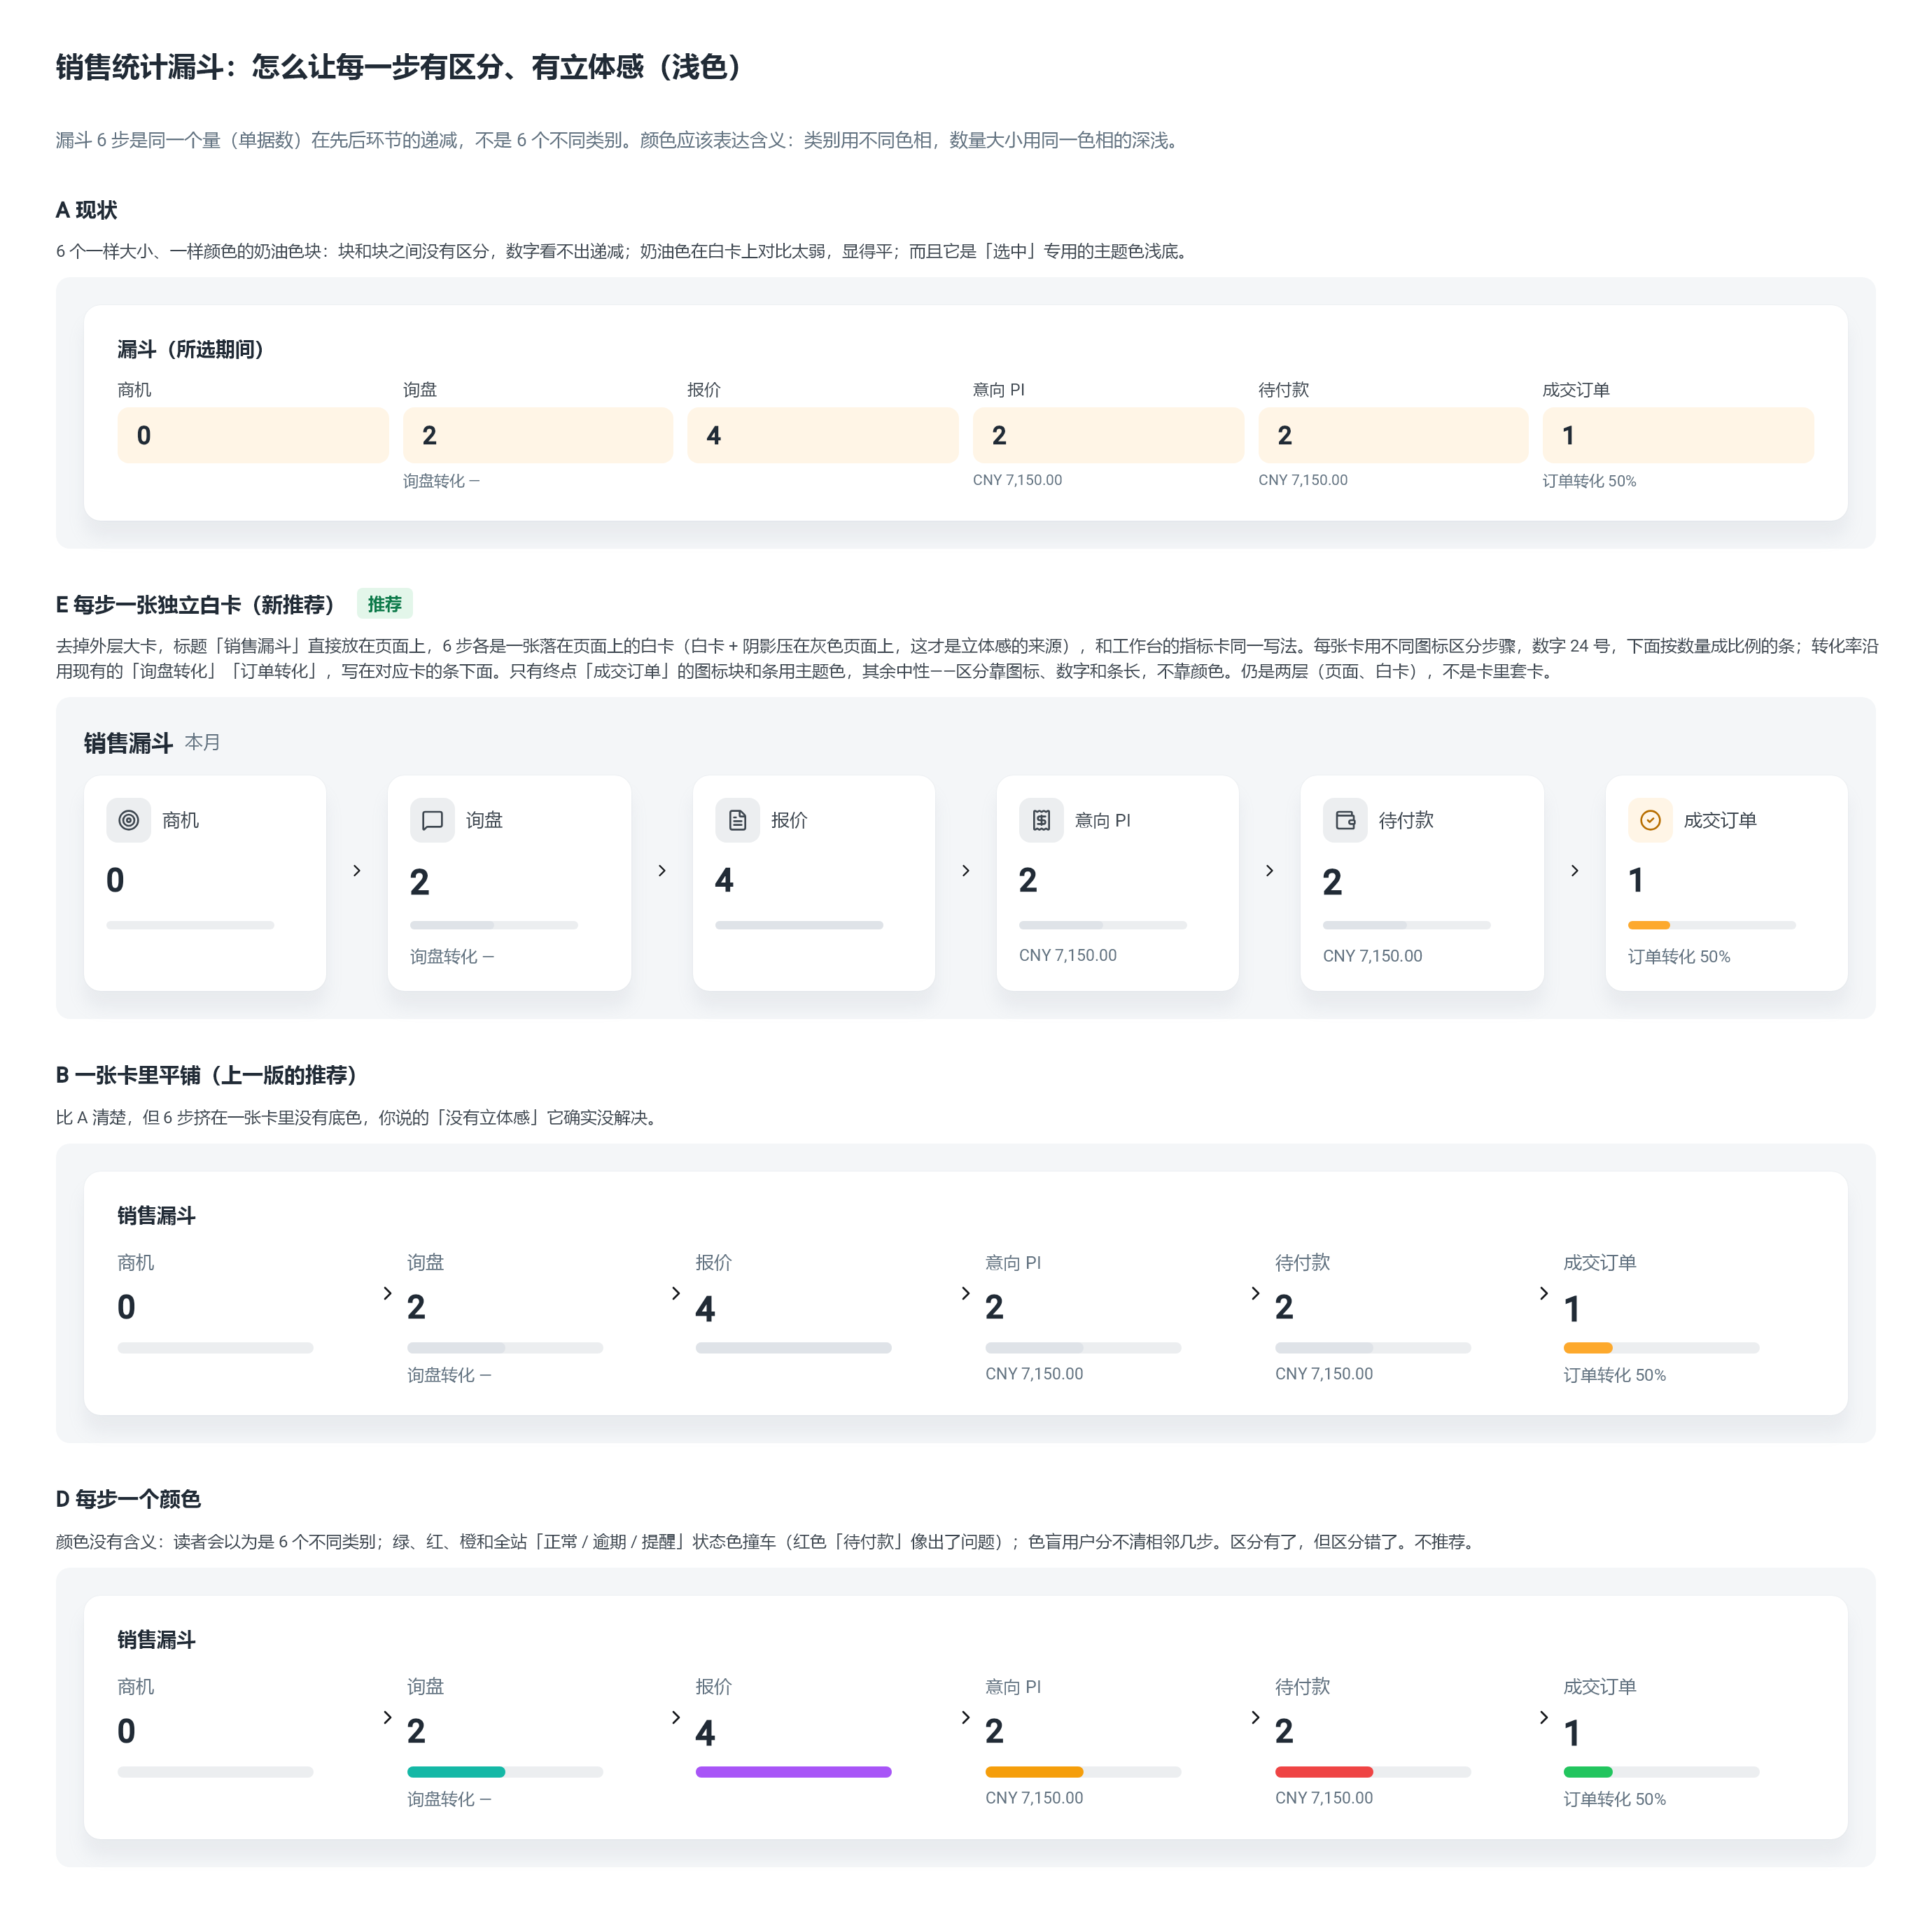 销售统计漏斗：怎么让每一步有区分、有立体感（浅色）
漏斗 6 步是同一个量（单据数）在先后环节的递减，不是 6 个不同类别。颜色应该表达含义：类别用不同色相，数量大小用同一色相的深浅。
A 现状
6 个一样大小、一样颜色的奶油色块：块和块之间没有区分，数字看不出递减；奶油色在白卡上对比太弱，显得平；而且它是「选中」专用的主题色浅底。
漏斗（所选期间）
商机 询盘 报价 意向 PI 待付款 成交订单
0 2 4 2 2 1
询盘转化 — CNY 7,150.00 CNY 7,150.00 订单转化 50%
E 每步一张独立白卡（新推荐） 推荐
去掉外层大卡，标题「销售漏斗」直接放在页面上，6 步各是一张落在页面上的白卡（白卡 + 阴影压在灰色页面上，这才是立体感的来源），和工作台的指标卡同一写法。每张卡用不同图标区分步骤，数字 24 号，下面按数量成比例的条；转化率沿
用现有的「询盘转化」「订单转化」，写在对应卡的条下面。只有终点「成交订单」的图标块和条用主题色，其余中性——区分靠图标、数字和条长，不靠颜色。仍是两层（页面、白卡），不是卡里套卡。
销售漏斗 本月
商机 询盘 报价 意向 PI 待付款 成交订单
0 2 4 2 2 1
询盘转化 — CNY 7,150.00 CNY 7,150.00 订单转化 50%
B 一张卡里平铺（上一版的推荐）
比 A 清楚，但 6 步挤在一张卡里没有底色，你说的「没有立体感」它确实没解决。
销售漏斗
商机 询盘 报价 意向 PI 待付款 成交订单
0 2 4 2 2 1
询盘转化 — CNY 7,150.00 CNY 7,150.00 订单转化 50%
D 每步一个颜色
颜色没有含义：读者会以为是 6 个不同类别；绿、红、橙和全站「正常 / 逾期 / 提醒」状态色撞车（红色「待付款」像出了问题）；色盲用户分不清相邻几步。区分有了，但区分错了。不推荐。
销售漏斗
商机 询盘 报价 意向 PI 待付款 成交订单
0 2 4 2 2 1
询盘转化 — CNY 7,150.00 CNY 7,150.00 订单转化 50%